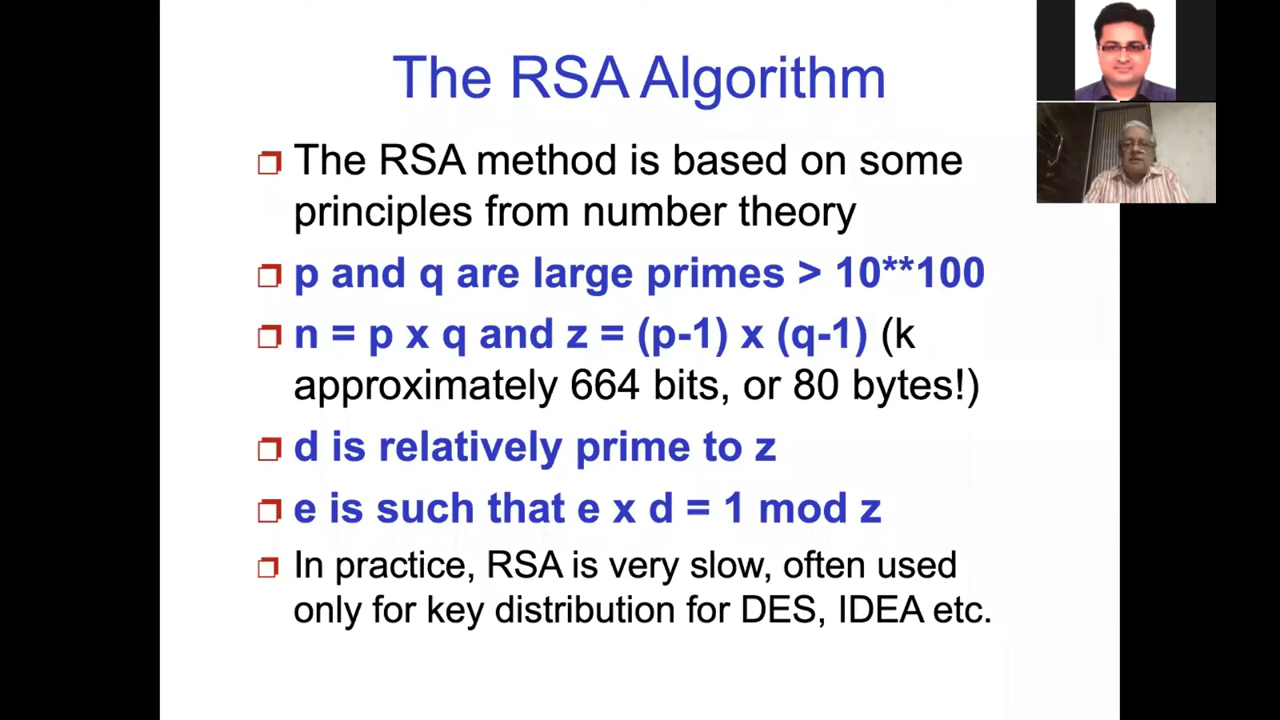 The RSA Algorithm
The RSA method is based on some
principles from number theory
p and q are large primes > 10**100
n = p x q and z = (p-1) x (q-1) (k
approximately 664 bits, or 80 bytes!)
d is relatively prime to z
e is such that e x d = 1 mod z
In practice, RSA is very slow, often used
only for key distribution for DES, IDEA etc.